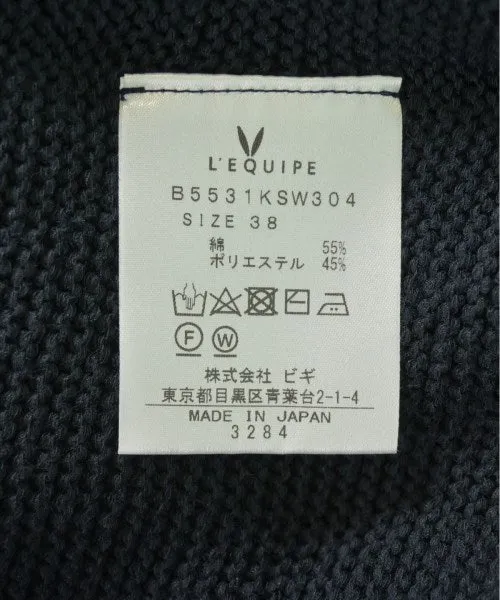 L'EQUIPE
B5531KSW304
SIZE 38
綿 55%
ポリエステル 45%
F W
株式会社 ビギ
東京都目黒区青葉台2-1-4
MADE IN JAPAN
3284